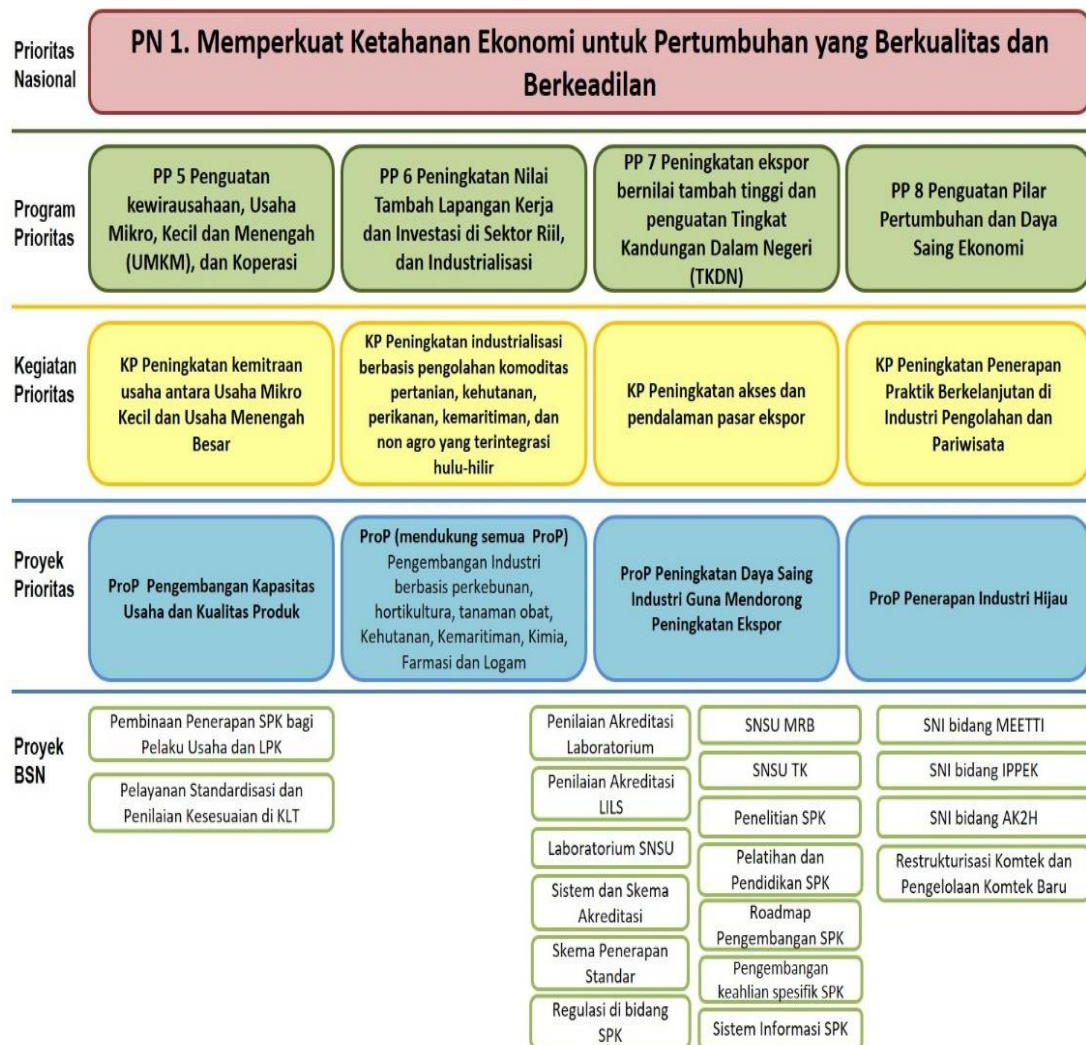 Prioritas
Nasional
PN 1. Memperkuat Ketahanan Ekonomi untuk Pertumbuhan yang Berkualitas dan
Berkeadilan
Program
Prioritas
PP 5 Penguatan
kewirausahaan, Usaha
Mikro, Kecil dan Menengah
(UMKM), dan Koperasi
PP 6 Peningkatan Nilai
Tambah Lapangan Kerja
dan Investasi di Sektor Riil,
dan Industrialisasi
PP 7 Peningkatan ekspor
bernilai tambah tinggi dan
penguatan Tingkat
Kandungan Dalam Negeri
(TKDN)
PP 8 Penguatan Pilar
Pertumbuhan dan Daya
Saing Ekonomi
Kegiatan
Prioritas
KP Peningkatan kemitraan
usaha antara Usaha Mikro
Kecil dan Usaha Menengah
Besar
KP Peningkatan industrialisasi
berbasis pengolahan komoditas
pertanian, kehutanan,
perikanan, kemaritiman, dan
non agro yang terintegrasi
hulu-hilir
KP Peningkatan akses dan
pendalaman pasar ekspor
KP Peningkatan Penerapan
Praktik Berkelanjutan di
Industri Pengolahan dan
Pariwisata
Proyek
Prioritas
ProP Pengembangan Kapasitas
Usaha dan Kualitas Produk
ProP (mendukung semua ProP)
Pengembangan Industri
berbasis perkebunan,
hortikultura, tanaman obat,
Kehutanan, Kemaritiman, Kimia,
Farmasi dan Logam
ProP Peningkatan Daya Saing
Industri Guna Mendorong
Peningkatan Ekspor
ProP Penerapan Industri Hijau
Proyek
BSN
Pembinaan Penerapan SPK bagi
Pelaku Usaha dan LPK
Pelayanan Standardisasi dan
Penilaian Kesesuaian di KLT
Penilaian Akreditasi
Laboratorium
Penilaian Akreditasi
LILS
Laboratorium SNSU
Sistem dan Skema
Akreditasi
Skema Penerapan
Standar
Regulasi di bidang
SPK
SNSU MRB
SNSU TK
Penelitian SPK
Pelatihan dan
Pendidikan SPK
Roadmap
Pengembangan SPK
Pengembangan
keahlian spesifik SPK
Sistem Informasi SPK
SNI bidang MEETTI
SNI bidang IPPEK
SNI bidang AK2H
Restrukturisasi Komtek dan
Pengelolaan Komtek Baru